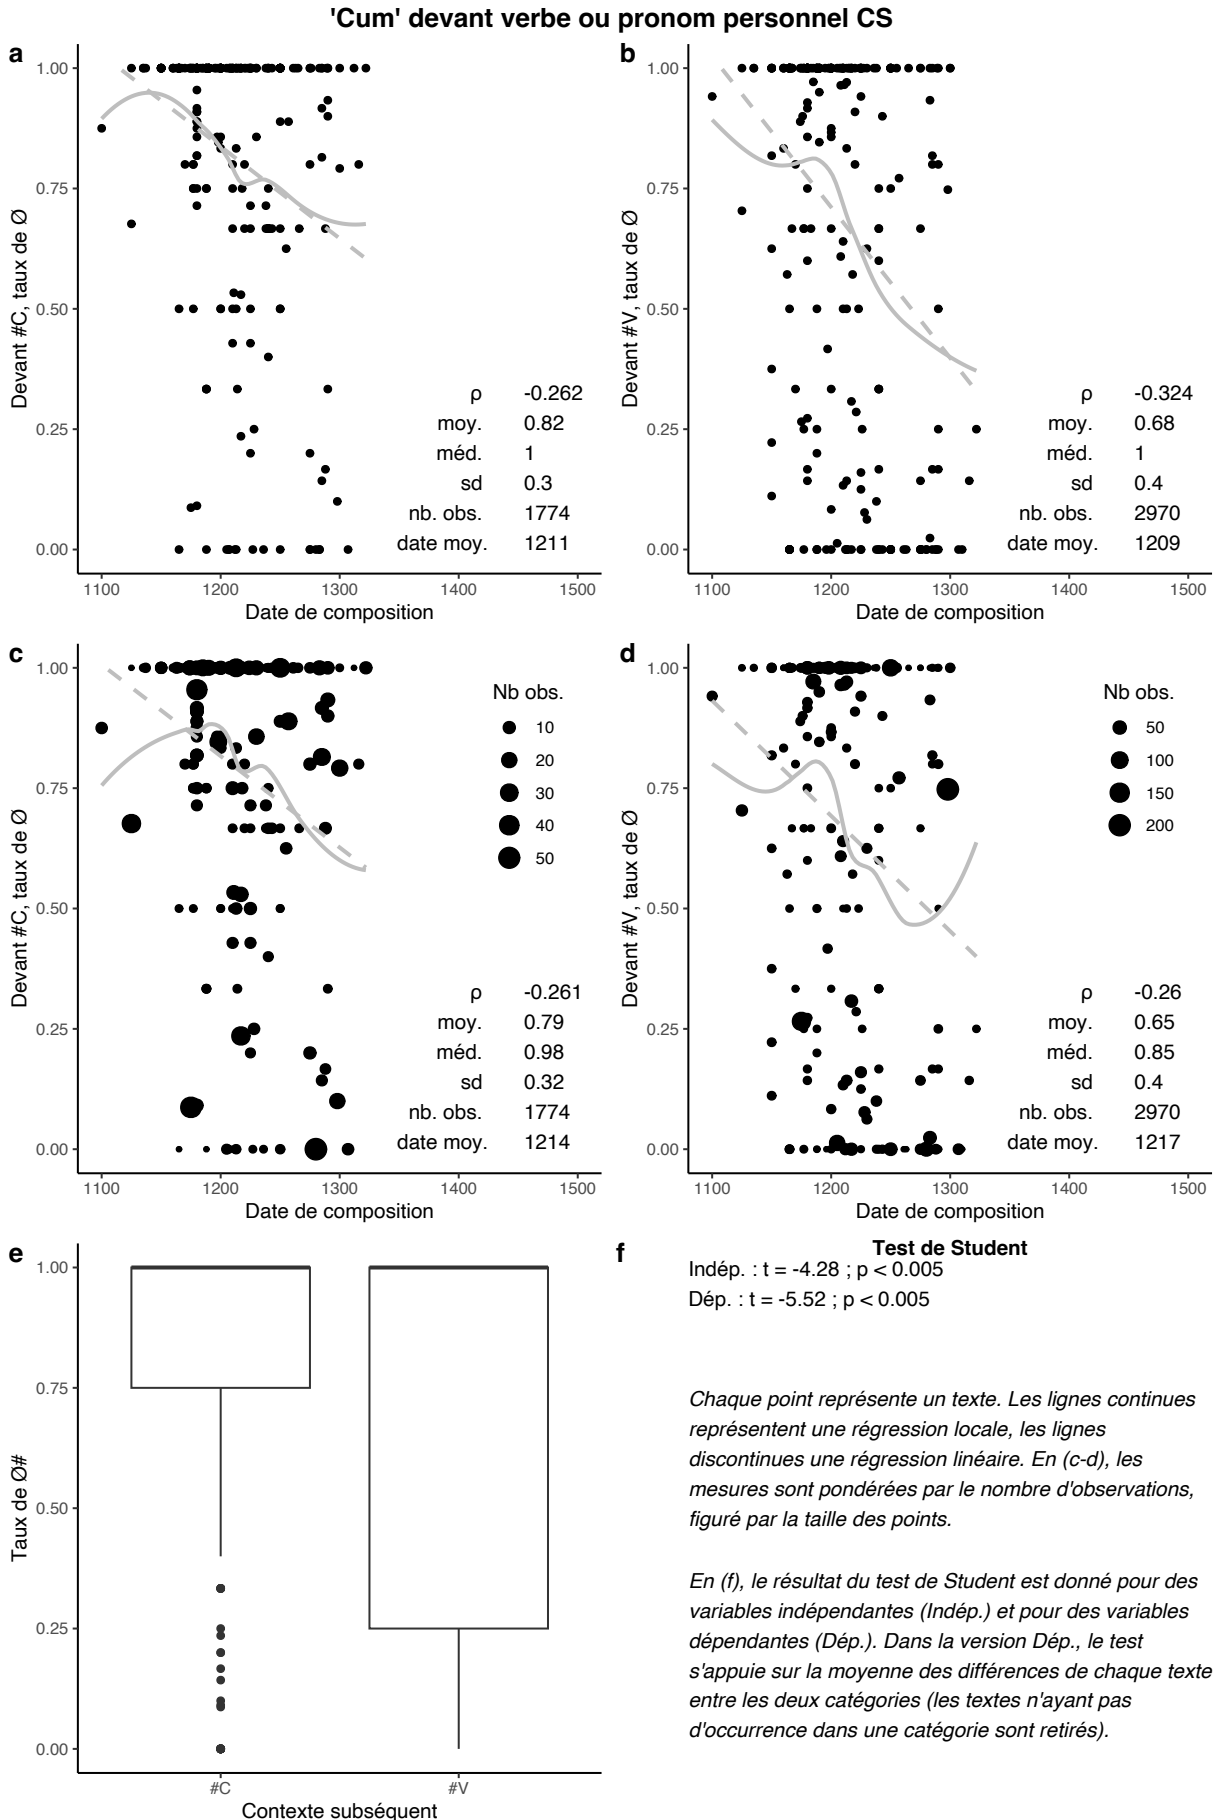 'Cum' devant verbe ou pronom personnel CS
a
1.00
0.75
0.50
0.25
0.00
Devant #C, taux de Ø
ρ -0.262
moy. 0.82
méd. 1
sd 0.3
nb. obs. 1774
date moy. 1211
1100 1200 1300 1400 1500
Date de composition
b
1.00
0.75
0.50
0.25
0.00
Devant #V, taux de Ø
ρ -0.324
moy. 0.68
méd. 1
sd 0.4
nb. obs. 2970
date moy. 1209
1100 1200 1300 1400 1500
Date de composition
c
1.00
0.75
0.50
0.25
0.00
Devant #C, taux de Ø
Nb obs.
10
20
30
40
50
ρ -0.261
moy. 0.79
méd. 0.98
sd 0.32
nb. obs. 1774
date moy. 1214
1100 1200 1300 1400 1500
Date de composition
d
1.00
0.75
0.50
0.25
0.00
Devant #V, taux de Ø
Nb obs.
50
100
150
200
ρ -0.26
moy. 0.65
méd. 0.85
sd 0.4
nb. obs. 2970
date moy. 1217
1100 1200 1300 1400 1500
Date de composition
e
1.00
0.75
0.50
0.25
0.00
Taux de Ø#
#C #V
Contexte subséquent
f
Test de Student
Indép. : t = -4.28 ; p < 0.005
Dép. : t = -5.52 ; p < 0.005
Chaque point représente un texte. Les lignes continues
représentent une régression locale, les lignes
discontinues une régression linéaire. En (c-d), les
mesures sont pondérées par le nombre d'observations,
figuré par la taille des points.
En (f), le résultat du test de Student est donné pour des
variables indépendantes (Indép.) et pour des variables
dépendantes (Dép.). Dans la version Dép., le test
s'appuie sur la moyenne des différences de chaque texte
entre les deux catégories (les textes n'ayant pas
d'occurrence dans une catégorie sont retirés).